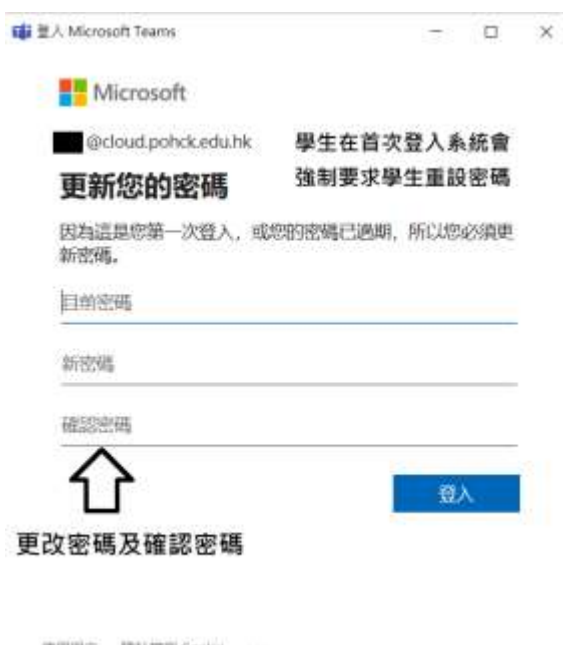 登入 Microsoft Teams
Microsoft
@cloud.pohck.edu.hk
學生在首次登入系統會
強制要求學生重設密碼
更新您的密碼
因為這是您第一次登入，或您的密碼已過期，所以您必須更
新密碼。
目前密碼
新密碼
確認密碼
登入
更改密碼及確認密碼